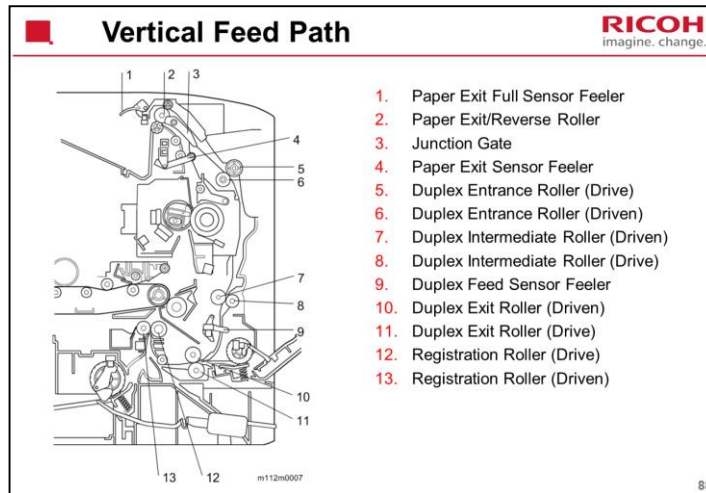 Vertical Feed Path
RICOH
imagine. change.
1
2
3
4
5
6
7
8
9
10
11
13
12
m112m0007
1. Paper Exit Full Sensor Feeler
2. Paper Exit/Reverse Roller
3. Junction Gate
4. Paper Exit Sensor Feeler
5. Duplex Entrance Roller (Drive)
6. Duplex Entrance Roller (Driven)
7. Duplex Intermediate Roller (Driven)
8. Duplex Intermediate Roller (Drive)
9. Duplex Feed Sensor Feeler
10. Duplex Exit Roller (Driven)
11. Duplex Exit Roller (Drive)
12. Registration Roller (Drive)
13. Registration Roller (Driven)